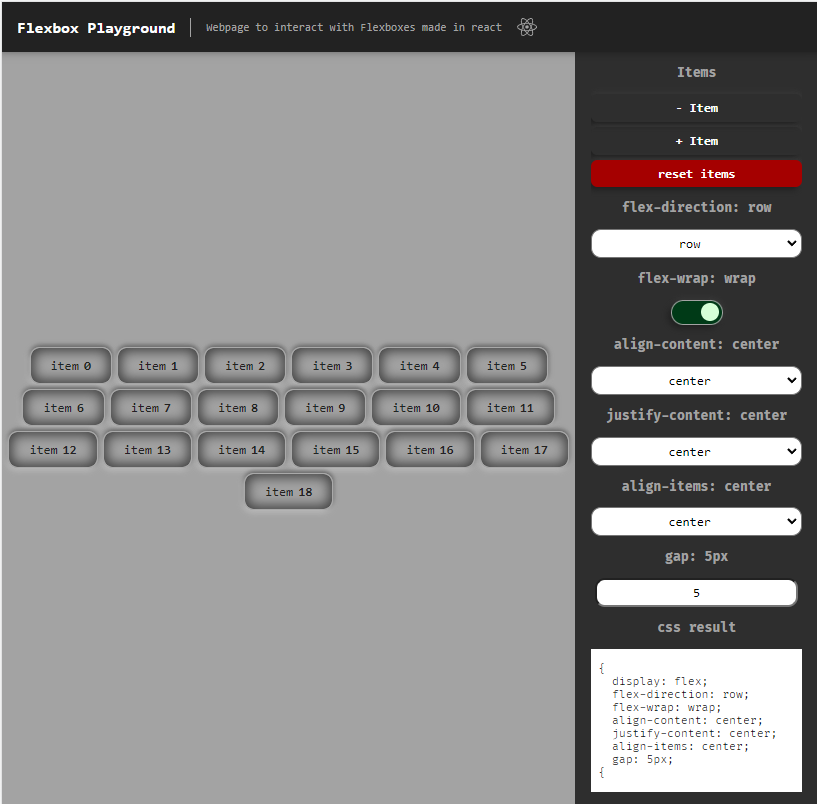 Flexbox Playground
Webpage to interact with Flexboxes made in react
item 0 item 1 item 2 item 3 item 4 item 5
item 6 item 7 item 8 item 9 item 10 item 11
item 12 item 13 item 14 item 15 item 16 item 17
item 18
Items
- Item
+ Item
reset items
flex-direction: row
row
flex-wrap: wrap
align-content: center
center
justify-content: center
center
align-items: center
center
gap: 5px
5
css result
{
display: flex;
flex-direction: row;
flex-wrap: wrap;
align-content: center;
justify-content: center;
align-items: center;
gap: 5px;
{